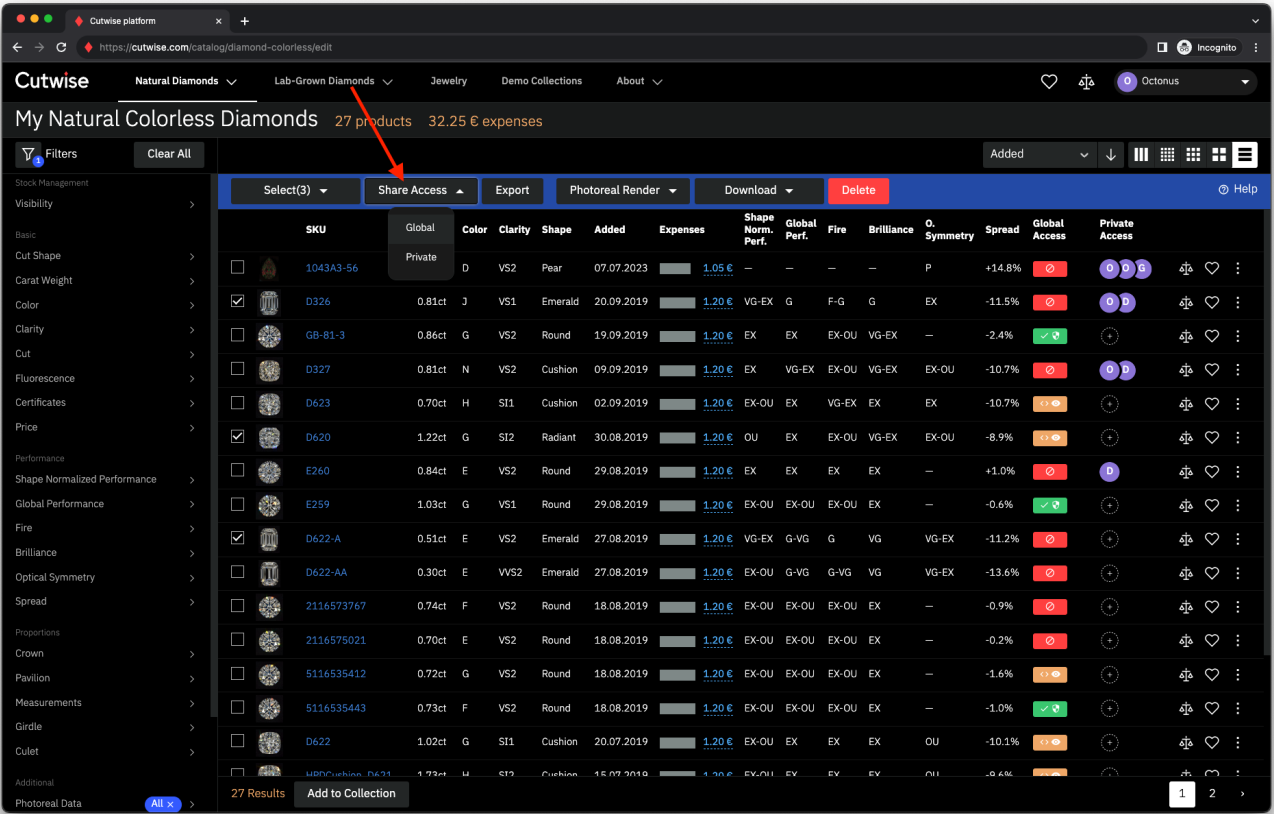 Cutwise platform
https://cutwise.com/catalog/diamond-colorless/edit
Incognito
Cutwise
Natural Diamonds
Lab-Grown Diamonds
Jewelry
Demo Collections
About
O Octonus
My Natural Colorless Diamonds 27 products 32.25 € expenses
1 Filters
Clear All
Added
Stock Management
Visibility
Basic
Cut Shape
Carat Weight
Color
Clarity
Cut
Fluorescence
Certificates
Price
Performance
Shape Normalized Performance
Global Performance
Fire
Brilliance
Optical Symmetry
Spread
Proportions
Crown
Pavilion
Measurements
Girdle
Culet
Additional
Photoreal Data All ×
Select(3) Share Access Export Photoreal Render Download Delete Help
Global
Private
SKU Color Clarity Shape Added Expenses Shape Norm. Perf. Global Perf. Fire Brilliance O. Symmetry Spread Global Access Private Access
1043A3-56 D VS2 Pear 07.07.2023 1.05 € — — — — P +14.8% O O G
D326 0.81ct J VS1 Emerald 20.09.2019 1.20 € VG-EX G F-G G EX -11.5% O D
GB-81-3 0.86ct G VS2 Round 19.09.2019 1.20 € EX EX EX-OU VG-EX — -2.4%
D327 0.81ct N VS2 Cushion 09.09.2019 1.20 € EX VG-EX EX-OU VG-EX EX-OU -10.7% O D
D623 0.70ct H SI1 Cushion 02.09.2019 1.20 € EX-OU EX VG-EX EX EX -10.7%
D620 1.22ct G SI2 Radiant 30.08.2019 1.20 € OU EX EX-OU VG-EX EX-OU -8.9%
E260 0.84ct E VS2 Round 29.08.2019 1.20 € EX EX EX EX — +1.0% D
E259 1.03ct G VS1 Round 29.08.2019 1.20 € EX-OU EX-OU EX-OU EX — -0.6%
D622-A 0.51ct E VS2 Emerald 27.08.2019 1.20 € VG-EX G-VG G VG VG-EX -11.2%
D622-AA 0.30ct E VVS2 Emerald 27.08.2019 1.20 € EX-OU G-VG G-VG VG VG-EX -13.6%
2116573767 0.74ct F VS2 Round 18.08.2019 1.20 € EX-OU EX-OU EX-OU EX — -0.9%
2116575021 0.70ct E VS2 Round 18.08.2019 1.20 € EX-OU EX-OU EX-OU EX — -0.2%
5116535412 0.72ct G VS2 Round 18.08.2019 1.20 € EX-OU EX-OU EX-OU EX — -1.6%
5116535443 0.73ct F VS2 Round 18.08.2019 1.20 € EX-OU EX-OU EX-OU EX — -1.0%
D622 1.02ct G SI1 Cushion 20.07.2019 1.20 € EX-OU EX EX EX OU -10.1%
HPDCushion_D621 1.73ct H SI2 Cushion 15.07.2019 1.20 € EX-OU EX EX-OU EX OU -9.6%
27 Results
Add to Collection
1 2